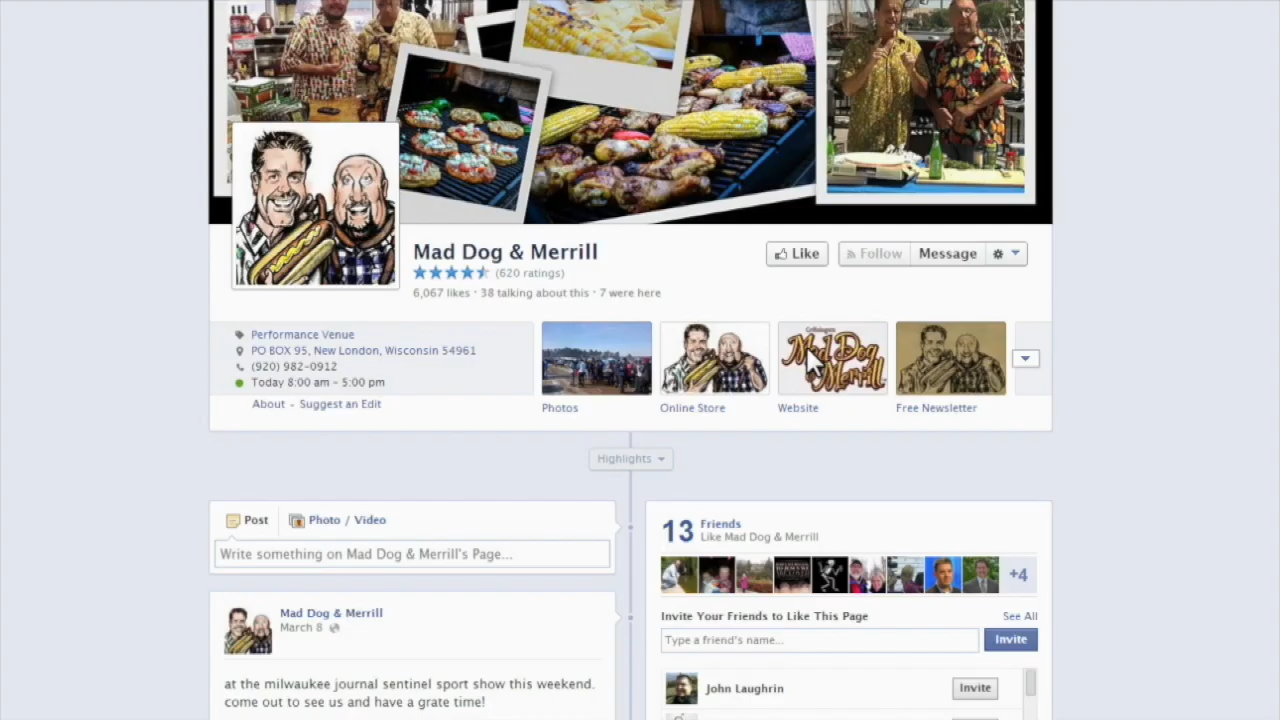 Mad Dog & Merrill
Like
Follow
Message
(620 ratings)
6,067 likes · 38 talking about this · 7 were here
Performance Venue
PO BOX 95, New London, Wisconsin 54961
(920) 982-0912
Today 8:00 am - 5:00 pm
About - Suggest an Edit
Mad Dog
& Merrill
Photos
Online Store
Website
Free Newsletter
Highlights
Post
Photo / Video
Write something on Mad Dog & Merrill's Page...
Mad Dog & Merrill
March 8
at the milwaukee journal sentinel sport show this weekend.
come out to see us and have a grate time!
13
Friends
Like Mad Dog & Merrill
+4
Invite Your Friends to Like This Page
See All
Type a friend's name...
Invite
John Laughrin
Invite